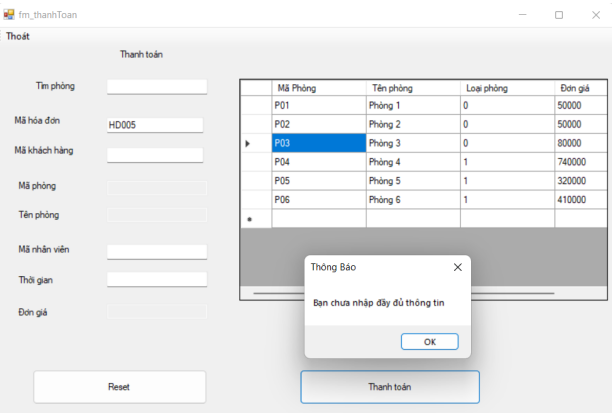 fm_thanhToan
Thoát
Thanh toán
Tìm phòng
Mã hóa đơn HD005
Mã khách hàng
Mã phòng
Tên phòng
Mã nhân viên
Thời gian
Đơn giá
Mã Phòng Tên phòng Loại phòng Đơn giá
P01 Phòng 1 0 50000
P02 Phòng 2 0 50000
P03 Phòng 3 0 80000
P04 Phòng 4 1 740000
P05 Phòng 5 1 320000
P06 Phòng 6 1 410000
Thông Báo
Bạn chưa nhập đầy đủ thông tin
OK
Reset
Thanh toán